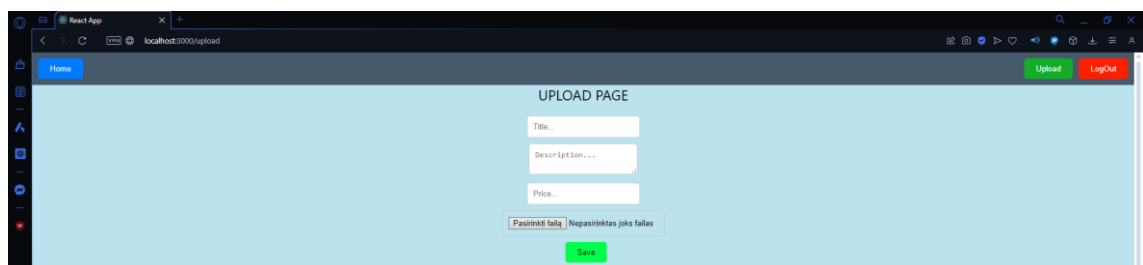 React App
VPN
localhost:3000/upload
Home
Upload
LogOut
UPLOAD PAGE
Title...
Description...
Price...
Pasirinkti failą Nepasirinktas joks failas
Save